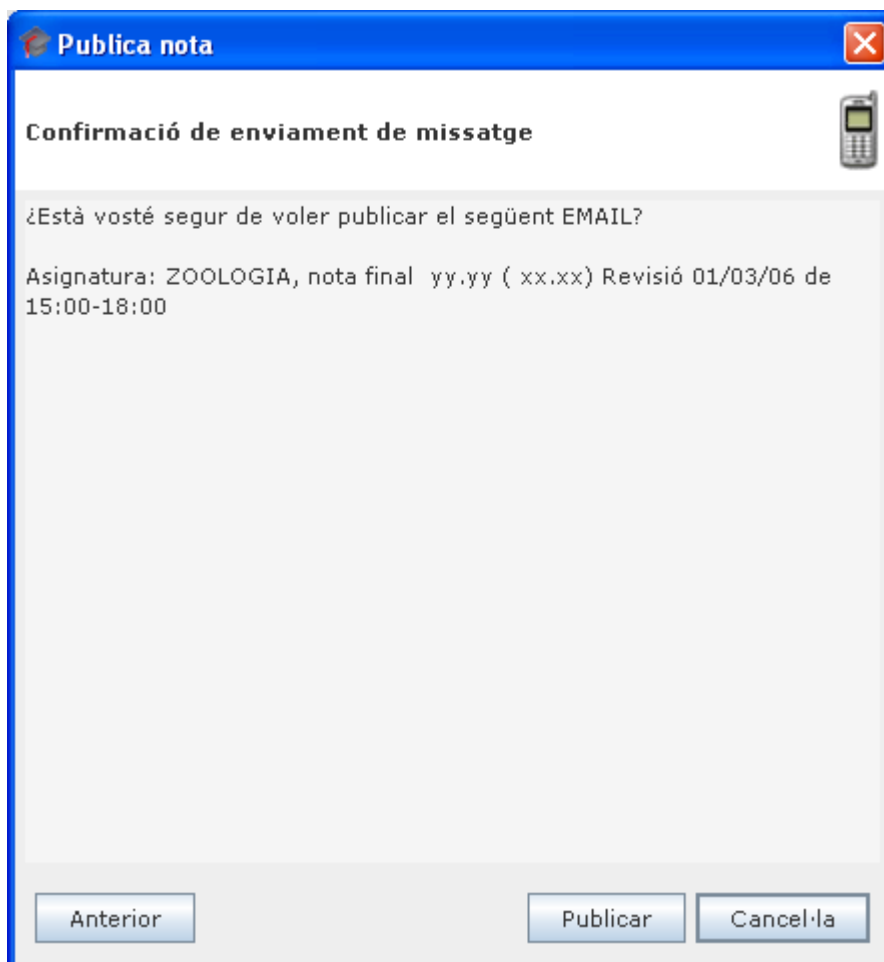 Publica nota
Confirmació de enviament de missatge
¿Està vosté segur de voler publicar el següent EMAIL?
Asignatura: ZOOLOGIA, nota final  yy.yy ( xx.xx) Revisió 01/03/06 de
15:00-18:00
Anterior
Publicar
Cancel·la